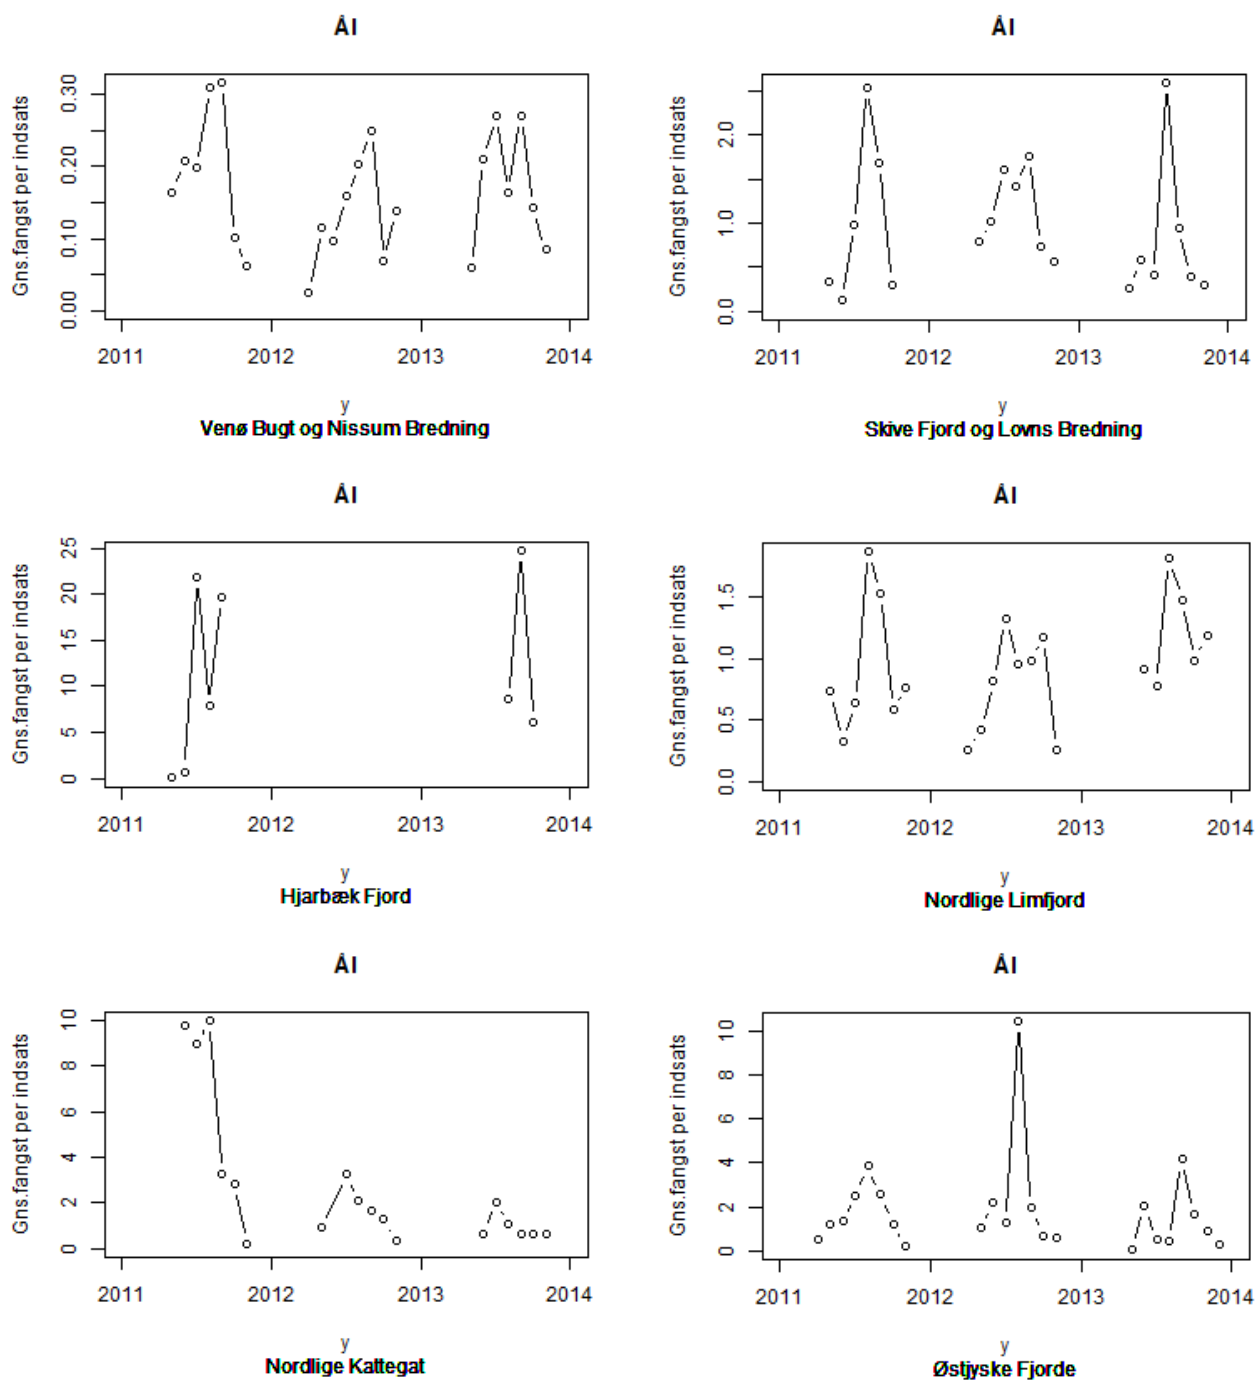 Ål
Gns.fangst per indsats
0.00 0.10 0.20 0.30
2011 2012 2013 2014
y
Venø Bugt og Nissum Bredning
Ål
Gns.fangst per indsats
0.0 1.0 2.0
2011 2012 2013 2014
y
Skive Fjord og Lovns Bredning
Ål
Gns.fangst per indsats
0 5 10 15 20 25
2011 2012 2013 2014
y
Hjarbæk Fjord
Ål
Gns.fangst per indsats
0.0 0.5 1.0 1.5
2011 2012 2013 2014
y
Nordlige Limfjord
Ål
Gns.fangst per indsats
0 2 4 6 8 10
2011 2012 2013 2014
y
Nordlige Kattegat
Ål
Gns.fangst per indsats
0 2 4 6 8 10
2011 2012 2013 2014
y
Østjyske Fjorde